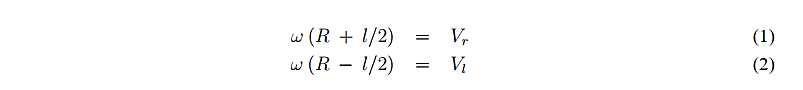 ω (R + l/2) = V_r (1)
ω (R − l/2) = V_l (2)